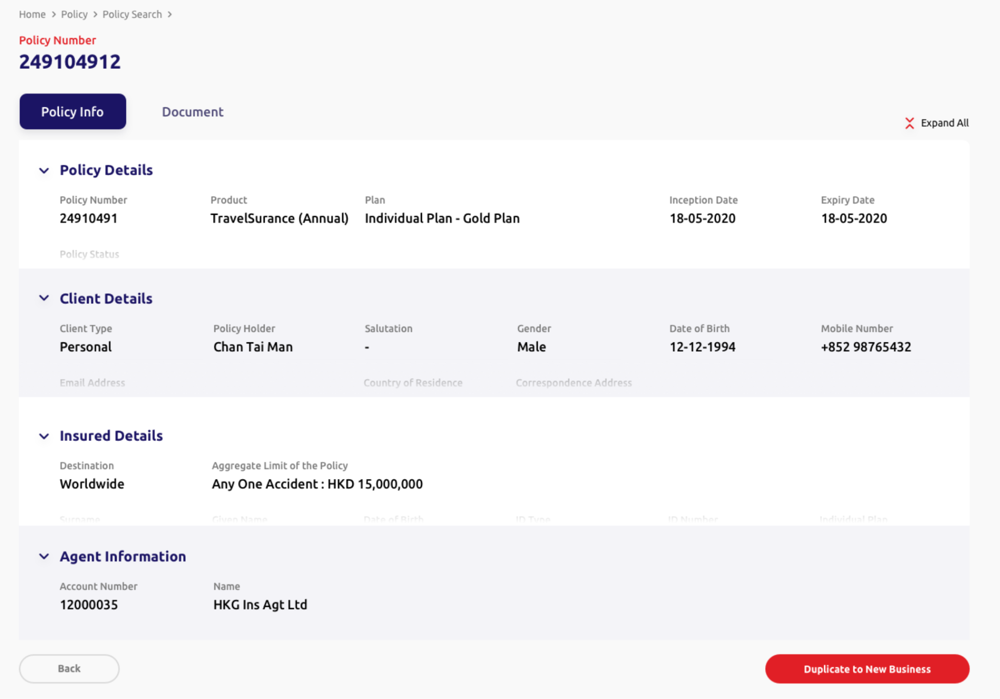 Home > Policy > Policy Search >
Policy Number
249104912
Policy Info Document
Expand All
Policy Details
Policy Number Product Plan Inception Date Expiry Date
24910491 TravelSurance (Annual) Individual Plan - Gold Plan 18-05-2020 18-05-2020
Policy Status
Client Details
Client Type Policy Holder Salutation Gender Date of Birth Mobile Number
Personal Chan Tai Man - Male 12-12-1994 +852 98765432
Email Address Country of Residence Correspondence Address
Insured Details
Destination Aggregate Limit of the Policy
Worldwide Any One Accident : HKD 15,000,000
Surname Given Name Date of Birth ID Type ID Number Individual Plan
Agent Information
Account Number Name
12000035 HKG Ins Agt Ltd
Back Duplicate to New Business